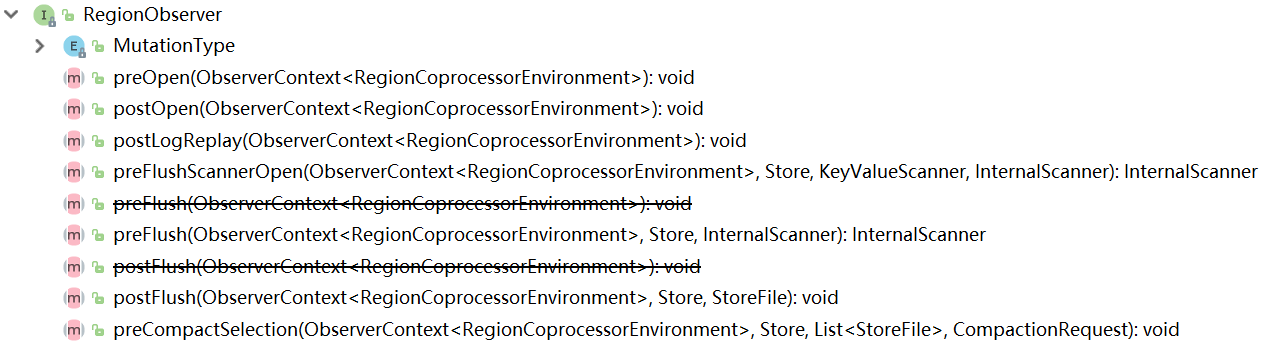 RegionObserver
MutationType
preOpen(ObserverContext<RegionCoprocessorEnvironment>): void
postOpen(ObserverContext<RegionCoprocessorEnvironment>): void
postLogReplay(ObserverContext<RegionCoprocessorEnvironment>): void
preFlushScannerOpen(ObserverContext<RegionCoprocessorEnvironment>, Store, KeyValueScanner, InternalScanner): InternalScanner
preFlush(ObserverContext<RegionCoprocessorEnvironment>): void
preFlush(ObserverContext<RegionCoprocessorEnvironment>, Store, InternalScanner): InternalScanner
postFlush(ObserverContext<RegionCoprocessorEnvironment>): void
postFlush(ObserverContext<RegionCoprocessorEnvironment>, Store, StoreFile): void
preCompactSelection(ObserverContext<RegionCoprocessorEnvironment>, Store, List<StoreFile>, CompactionRequest): void